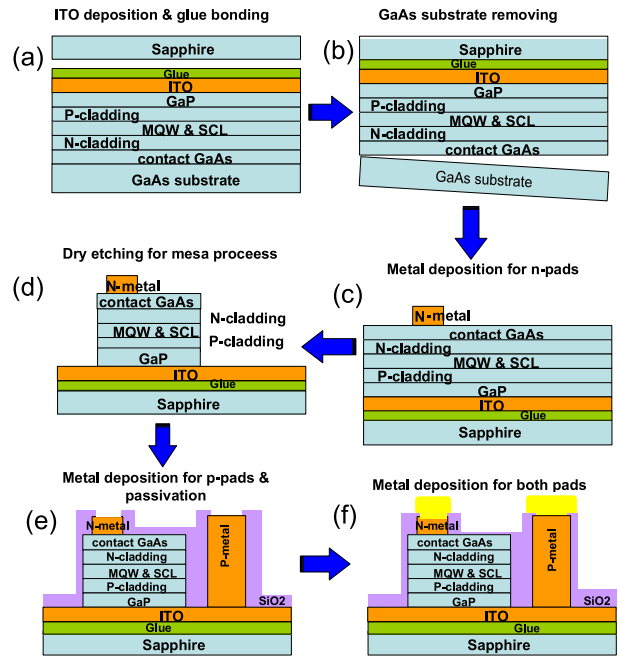 ITO deposition & glue bonding
(a)
Sapphire
Glue
ITO
GaP
P-cladding
MQW & SCL
N-cladding
contact GaAs
GaAs substrate
GaAs substrate removing
(b)
Sapphire
Glue
ITO
GaP
P-cladding
MQW & SCL
N-cladding
contact GaAs
GaAs substrate
Metal deposition for n-pads
(c)
N-metal
contact GaAs
N-cladding
MQW & SCL
P-cladding
GaP
ITO
Glue
Sapphire
Dry etching for mesa proceess
(d)
N-metal
contact GaAs
N-cladding
MQW & SCL
P-cladding
GaP
ITO
Glue
Sapphire
Metal deposition for p-pads &
passivation
(e)
N-metal
P-metal
contact GaAs
N-cladding
MQW & SCL
P-cladding
GaP
SiO2
ITO
Glue
Sapphire
Metal deposition for both pads
(f)
N-metal
P-metal
contact GaAs
N-cladding
MQW & SCL
P-cladding
GaP
SiO2
ITO
Glue
Sapphire